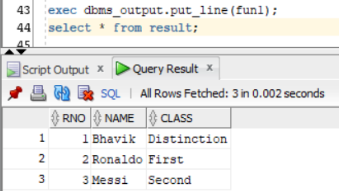 43 exec dbms_output.put_line(fun1);
44 select * from result;
45
Script Output x Query Result x
SQL | All Rows Fetched: 3 in 0.002 seconds
RNO NAME CLASS
1 1 Bhavik Distinction
2 2 Ronaldo First
3 3 Messi Second